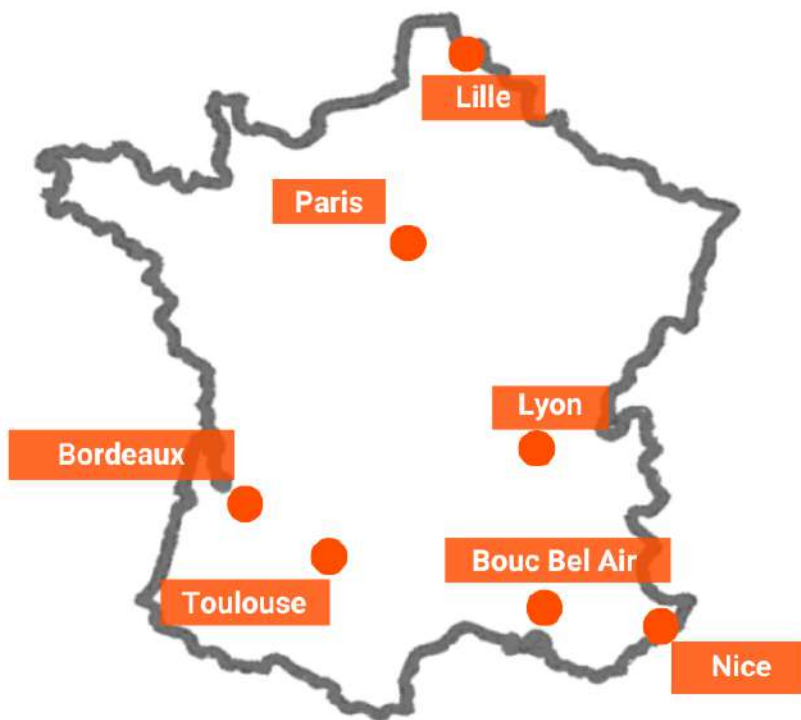 Lille
Paris
Lyon
Bordeaux
Bouc Bel Air
Toulouse
Nice